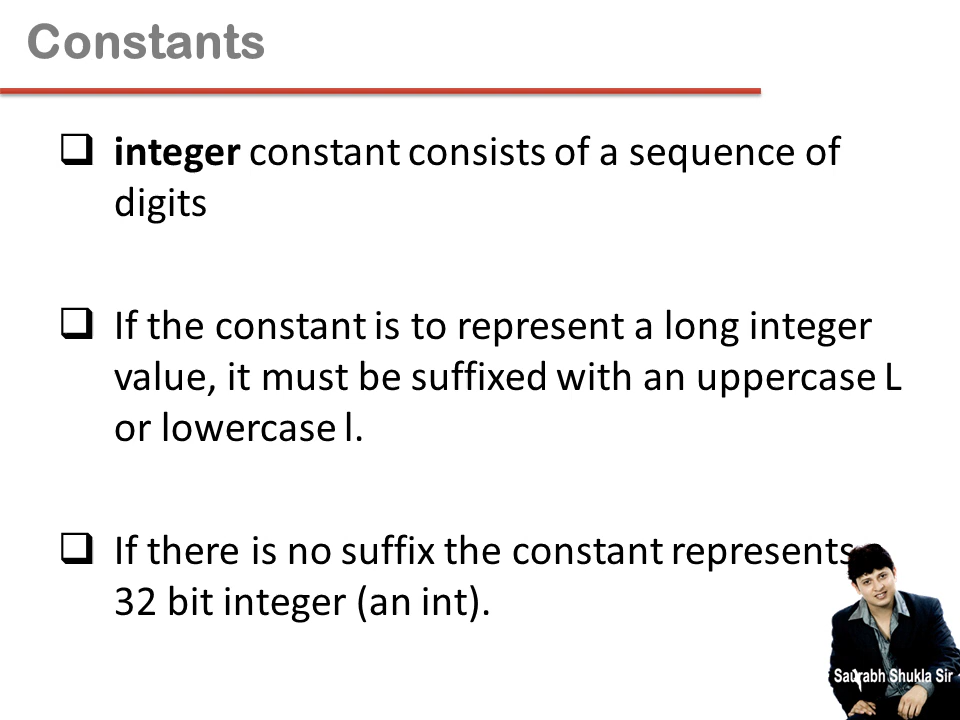 Constants
integer constant consists of a sequence of
digits
If the constant is to represent a long integer
value, it must be suffixed with an uppercase L
or lowercase l.
If there is no suffix the constant represents
32 bit integer (an int).
Saurabh Shukla Sir